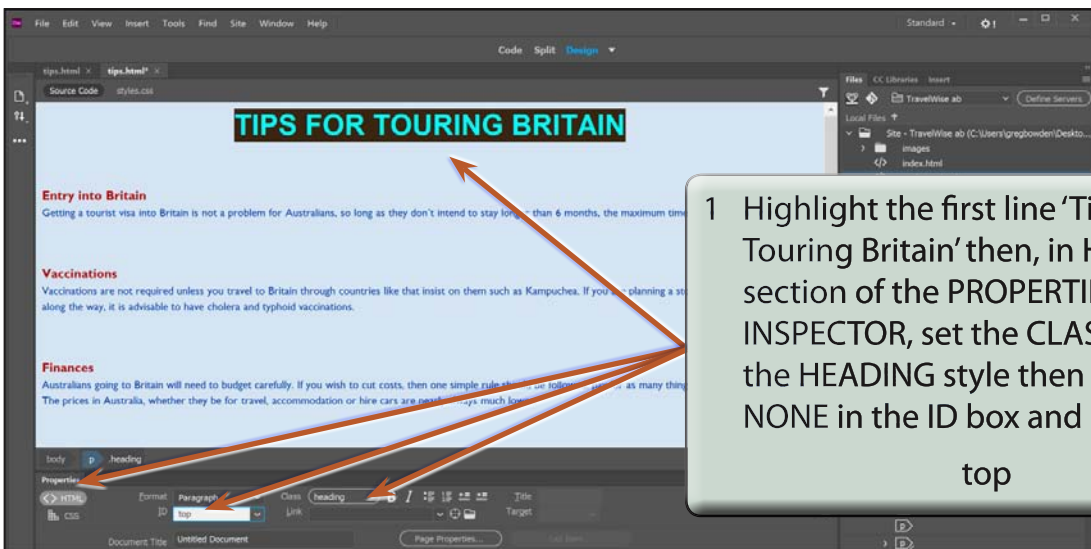 File Edit View Insert Tools Find Site Window Help
Standard
1
Code Split Design
tips.html × tips.html* ×
Source Code styles.css
Files CC Libraries Insert
TravelWise ab Define Servers
Local Files
Site - TravelWise ab (C:\Users\gregbowden\Deskto...
images
index.html
TIPS FOR TOURING BRITAIN
Entry into Britain
Getting a tourist visa into Britain is not a problem for Australians, so long as they don't intend to stay than 6 months, the maximum time
Vaccinations
Vaccinations are not required unless you travel to Britain through countries like that insist on them such as Kampuchea. If you planning a
along the way, it is advisable to have cholera and typhoid vaccinations.
Finances
Australians going to Britain will need to budget carefully. If you wish to cut costs, then one simple rule as many
The prices in Australia, whether they be for travel, accommodation or hire cars are much
body p .heading
Properties
HTML Format Paragraph Class heading B I Title
CSS ID top Link Target
Document Title Untitled Document Page Properties...
1 Highlight the first line 'Ti
Touring Britain' then, in H
section of the PROPERTI
INSPECTOR, set the CLAS
the HEADING style then
NONE in the ID box and
top
p
p